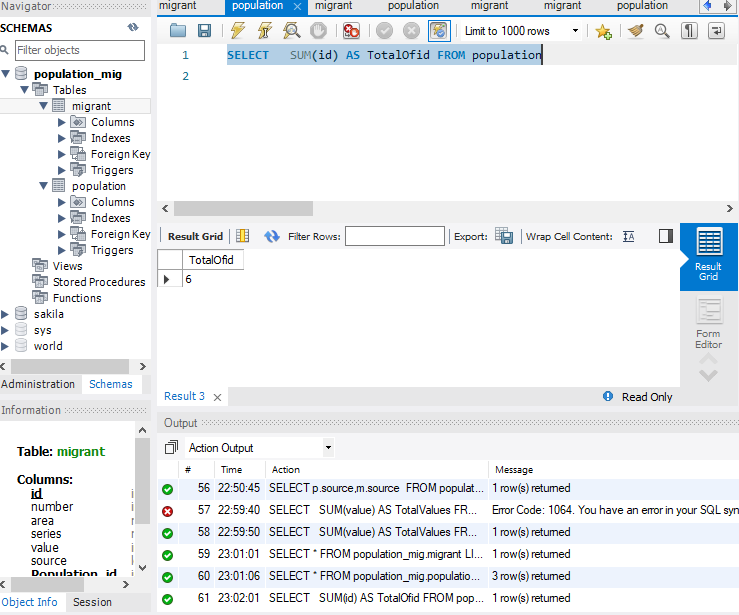 Navigator
migrant population migrant population migrant migrant population
SCHEMAS
Filter objects
population_mig
Tables
migrant
Columns
Indexes
Foreign Key
Triggers
population
Columns
Indexes
Foreign Key
Triggers
Views
Stored Procedures
Functions
sakila
sys
world
Administration Schemas
Information
Table: migrant
Columns:
id
number
area
series
value
source
Population_id
Object Info Session
Limit to 1000 rows
1 SELECT SUM(id) AS TotalOfid FROM population
2
Result Grid Filter Rows: Export: Wrap Cell Content:
TotalOfid
6
Result
Grid
Form
Editor
Result 3
Read Only
Output
Action Output
# Time Action Message
56 22:50:45 SELECT p.source,m.source FROM populat... 1 row(s) returned
57 22:59:40 SELECT SUM(value) AS TotalValues FR... Error Code: 1064. You have an error in your SQL syn
58 22:59:50 SELECT SUM(value) AS TotalValues FR... 1 row(s) returned
59 23:01:01 SELECT * FROM population_mig.migrant LI... 1 row(s) returned
60 23:01:06 SELECT * FROM population_mig.populatio... 3 row(s) returned
61 23:02:01 SELECT SUM(id) AS TotalOfid FROM pop... 1 row(s) returned